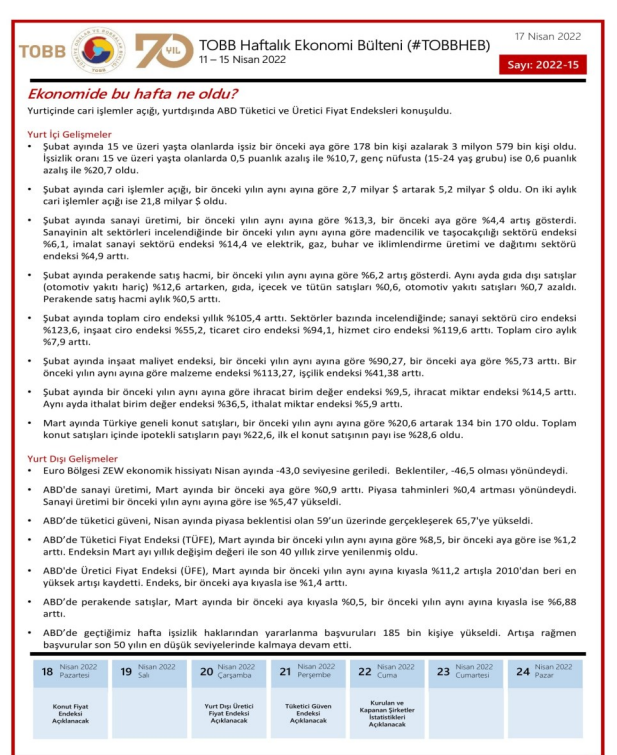 TOBB
70 YIL
TOBB Haftalık Ekonomi Bülteni (#TOBBHEB)
11 – 15 Nisan 2022
17 Nisan 2022
Sayı: 2022-15
Ekonomide bu hafta ne oldu?
Yurtiçinde cari işlemler açığı, yurtdışında ABD Tüketici ve Üretici Fiyat Endeksleri konuşuldu.
Yurt İçi Gelişmeler
• Şubat ayında 15 ve üzeri yaşta olanlarda işsiz bir önceki aya göre 178 bin kişi azalarak 3 milyon 579 bin kişi oldu.
İşsizlik oranı 15 ve üzeri yaşta olanlarda 0,5 puanlık azalış ile %10,7, genç nüfusta (15-24 yaş grubu) ise 0,6 puanlık
azalış ile %20,7 oldu.
• Şubat ayında cari işlemler açığı, bir önceki yılın aynı ayına göre 2,7 milyar $ artarak 5,2 milyar $ oldu. On iki aylık
cari işlemler açığı ise 21,8 milyar $ oldu.
• Şubat ayında sanayi üretimi, bir önceki yılın aynı ayına göre %13,3, bir önceki aya göre %4,4 artış gösterdi.
Sanayinin alt sektörleri incelendiğinde bir önceki yılın aynı ayına göre madencilik ve taşocakçılığı sektörü endeksi
%6,1, imalat sanayi sektörü endeksi %14,4 ve elektrik, gaz, buhar ve iklimlendirme üretimi ve dağıtımı sektörü
endeksi %4,9 arttı.
• Şubat ayında perakende satış hacmi, bir önceki yılın aynı ayına göre %6,2 artış gösterdi. Aynı ayda gıda dışı satışlar
(otomotiv yakıtı hariç) %12,6 artarken, gıda, içecek ve tütün satışları %0,6, otomotiv yakıtı satışları %0,7 azaldı.
Perakende satış hacmi aylık %0,5 arttı.
• Şubat ayında toplam ciro endeksi yıllık %105,4 arttı. Sektörler bazında incelendiğinde; sanayi sektörü ciro endeksi
%123,6, inşaat ciro endeksi %55,2, ticaret ciro endeksi %94,1, hizmet ciro endeksi %119,6 arttı. Toplam ciro aylık
%7,9 arttı.
• Şubat ayında inşaat maliyet endeksi, bir önceki yılın aynı ayına göre %90,27, bir önceki aya göre %5,73 arttı. Bir
önceki yılın aynı ayına göre malzeme endeksi %113,27, işçilik endeksi %41,38 arttı.
• Şubat ayında bir önceki yılın aynı ayına göre ihracat birim değer endeksi %9,5, ihracat miktar endeksi %14,5 arttı.
Aynı ayda ithalat birim değer endeksi %36,5, ithalat miktar endeksi %5,9 arttı.
• Mart ayında Türkiye geneli konut satışları, bir önceki yılın aynı ayına göre %20,6 artarak 134 bin 170 oldu. Toplam
konut satışları içinde ipotekli satışların payı %22,6, ilk el konut satışının payı ise %28,6 oldu.
Yurt Dışı Gelişmeler
• Euro Bölgesi ZEW ekonomik hissiyatı Nisan ayında -43,0 seviyesine geriledi. Beklentiler, -46,5 olması yönündeydi.
• ABD'de sanayi üretimi, Mart ayında bir önceki aya göre %0,9 arttı. Piyasa tahminleri %0,4 artması yönündeydi.
Sanayi üretimi bir önceki yılın aynı ayına göre ise %5,47 yükseldi.
• ABD’de tüketici güveni, Nisan ayında piyasa beklentisi olan 59’un üzerinde gerçekleşerek 65,7'ye yükseldi.
• ABD’de Tüketici Fiyat Endeksi (TÜFE), Mart ayında bir önceki yılın aynı ayına göre %8,5, bir önceki aya göre ise %1,2
arttı. Endeksin Mart ayı yıllık değişim değeri ile son 40 yıllık zirve yenilenmiş oldu.
• ABD'de Üretici Fiyat Endeksi (ÜFE), Mart ayında bir önceki yılın aynı ayına kıyasla %11,2 artışla 2010'dan beri en
yüksek artışı kaydetti. Endeks, bir önceki aya kıyasla ise %1,4 arttı.
• ABD’de perakende satışlar, Mart ayında bir önceki aya kıyasla %0,5, bir önceki yılın aynı ayına kıyasla ise %6,88
arttı.
• ABD’de geçtiğimiz hafta işsizlik haklarından yararlanma başvuruları 185 bin kişiye yükseldi. Artışa rağmen
başvurular son 50 yılın en düşük seviyelerinde kalmaya devam etti.
18 Nisan 2022 Pazartesi
19 Nisan 2022 Salı
20 Nisan 2022 Çarşamba
21 Nisan 2022 Perşembe
22 Nisan 2022 Cuma
23 Nisan 2022 Cumartesi
24 Nisan 2022 Pazar
Konut Fiyat
Endeksi
Açıklanacak
Yurt Dışı Üretici
Fiyat Endeksi
Açıklanacak
Tüketici Güven
Endeksi
Açıklanacak
Kurulan ve
Kapanan Şirketler
İstatistikleri
Açıklanacak